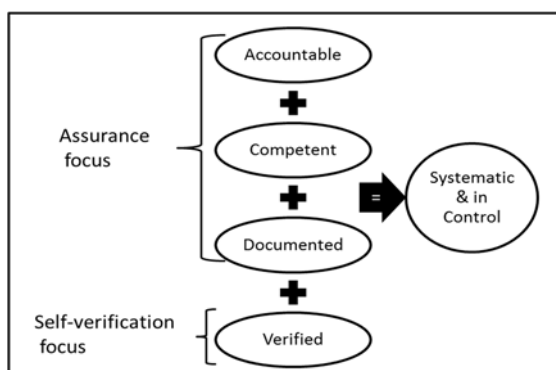 Accountable
Assurance
focus
Competent
=
Systematic
& in
Control
Documented
Self-verification
focus
Verified